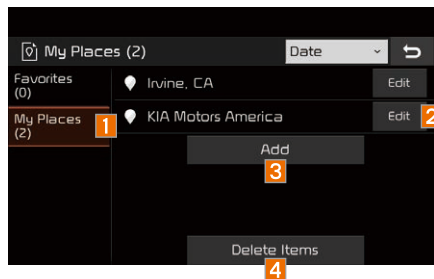 My Places (2)
Date
Favorites
(0)
Irvine, CA
Edit
My Places
(2)
1
KIA Motors America
Edit
2
Add
3
Delete Items
4